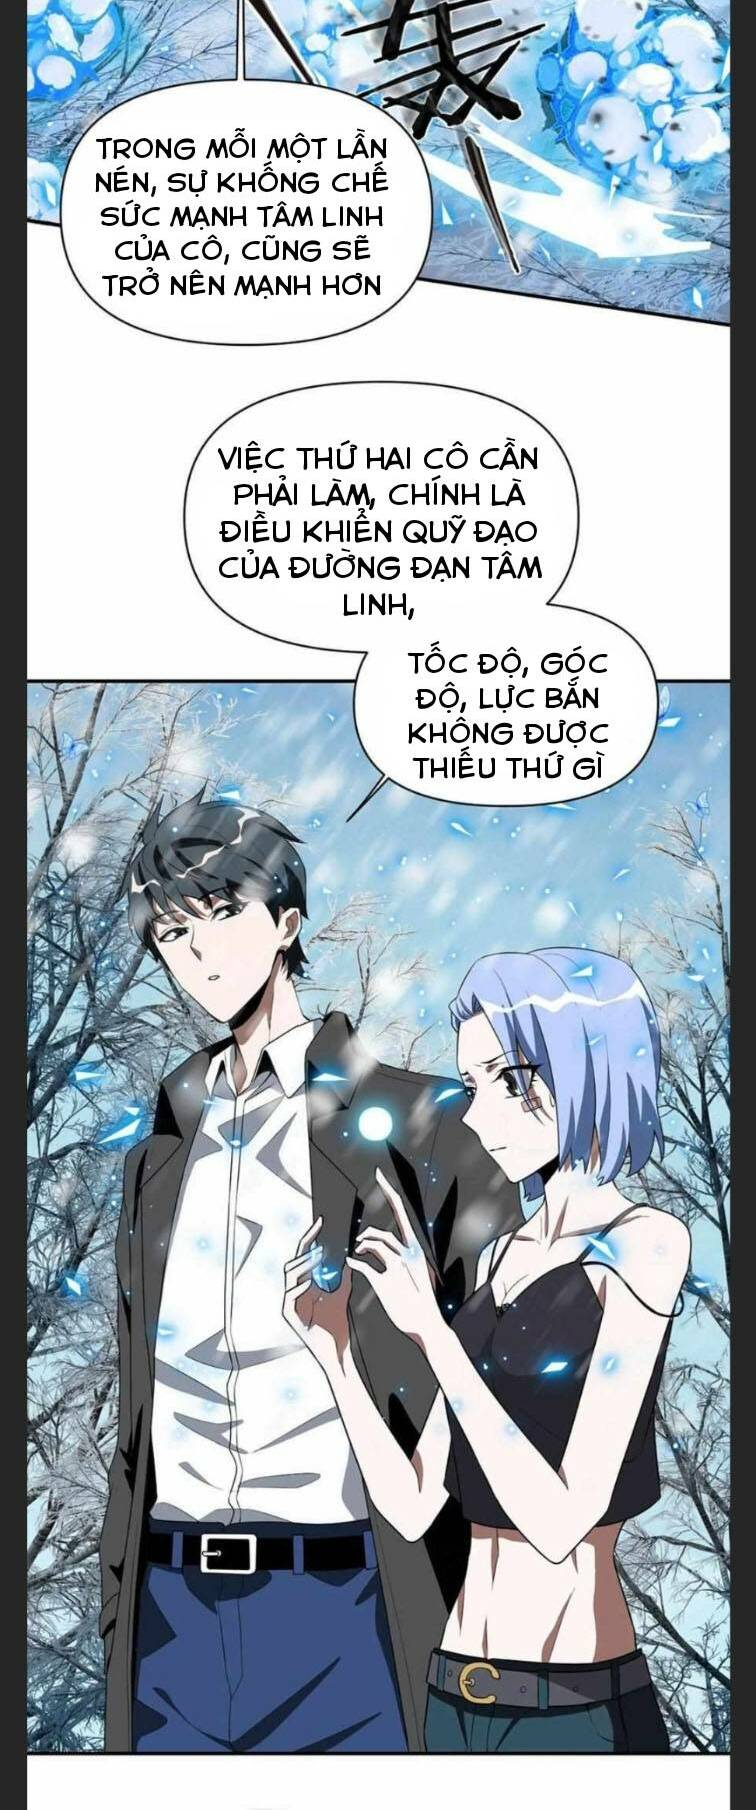 TRONG MỖI MỘT LẦN
NÉN, SỰ KHỐNG CHẾ
SỨC MẠNH TÂM LINH
CỦA CÔ, CŨNG SẼ
TRỞ NÊN MẠNH HƠN
VIỆC THỨ HAI CÔ CẦN
PHẢI LÀM, CHÍNH LÀ
ĐIỀU KHIỂN QUỸ ĐẠO
CỦA ĐƯỜNG ĐẠN TÂM
LINH,
TỐC ĐỘ, GÓC
ĐỘ, LỰC BẮN
KHÔNG ĐƯỢC
THIẾU THỨ GÌ